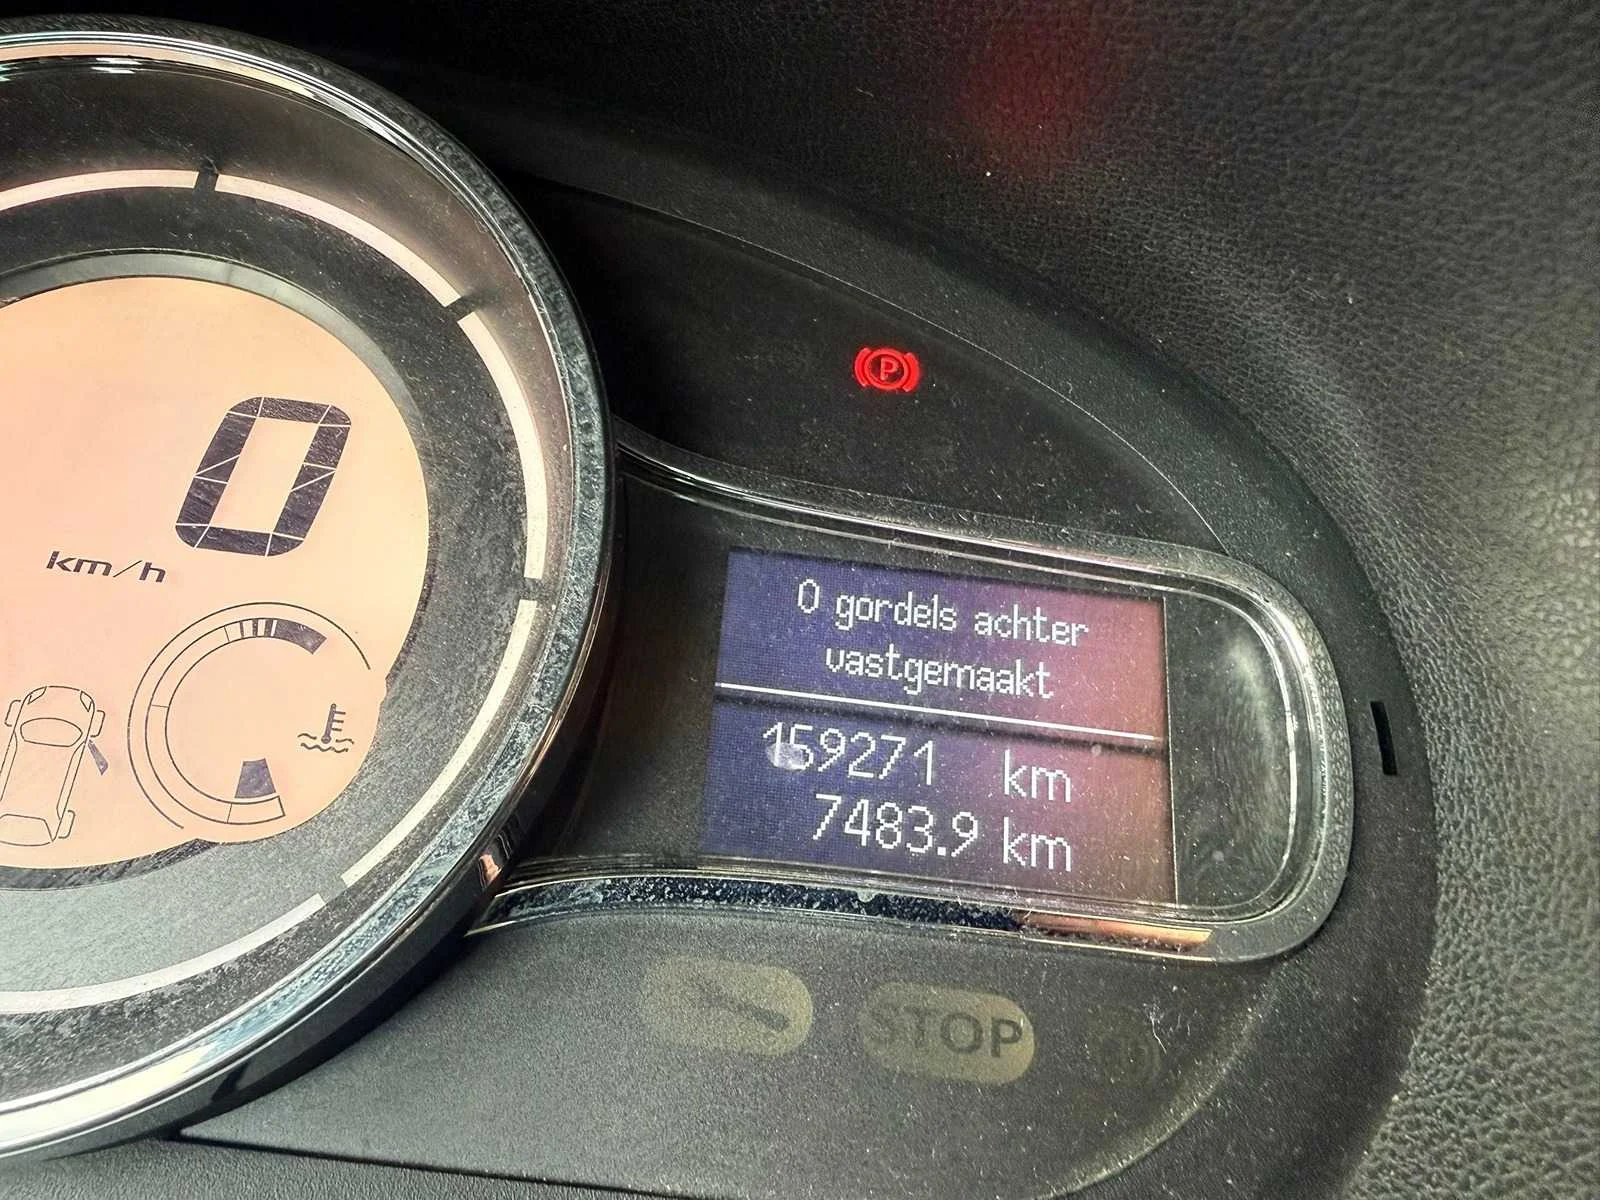 0
km/h
P
0 gordels achter
vastgemaakt
159271 km
7483.9 km
STOP